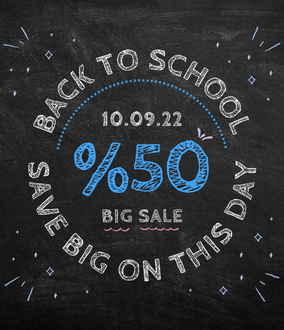 BACK TO SCHOOL
10.09.22
%50
BIG SALE
SAVE BIG ON THIS DAY